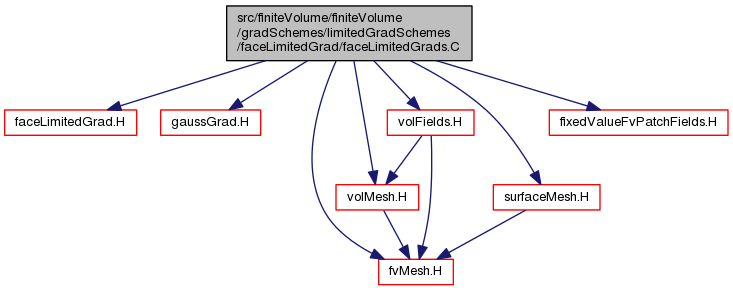 src/finiteVolume/finiteVolume
/gradSchemes/limitedGradSchemes
/faceLimitedGrad/faceLimitedGrads.C
faceLimitedGrad.H
gaussGrad.H
volFields.H
fixedValueFvPatchFields.H
volMesh.H
surfaceMesh.H
fvMesh.H